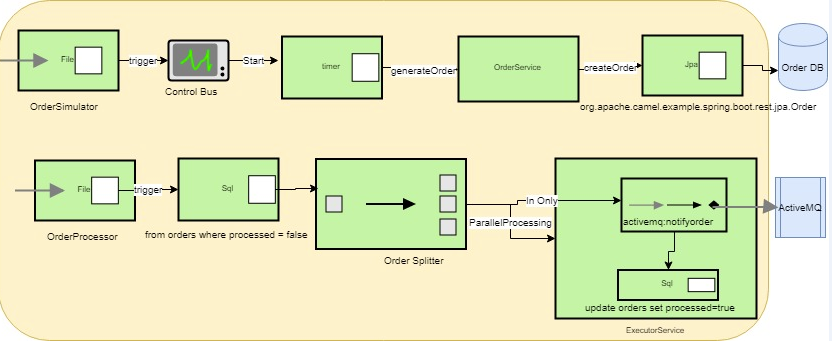 File
trigger
Start
timer
generateOrder
OrderService
createOrder
Jpa
Order DB
OrderSimulator
Control Bus
org.apache.camel.example.spring.boot.rest.jpa.Order
File
trigger
Sql
In Only
ParallelProcessing
activemq:notifyorder
ActiveMQ
OrderProcessor
from orders where processed = false
Order Splitter
Sql
update orders set processed=true
ExecutorService